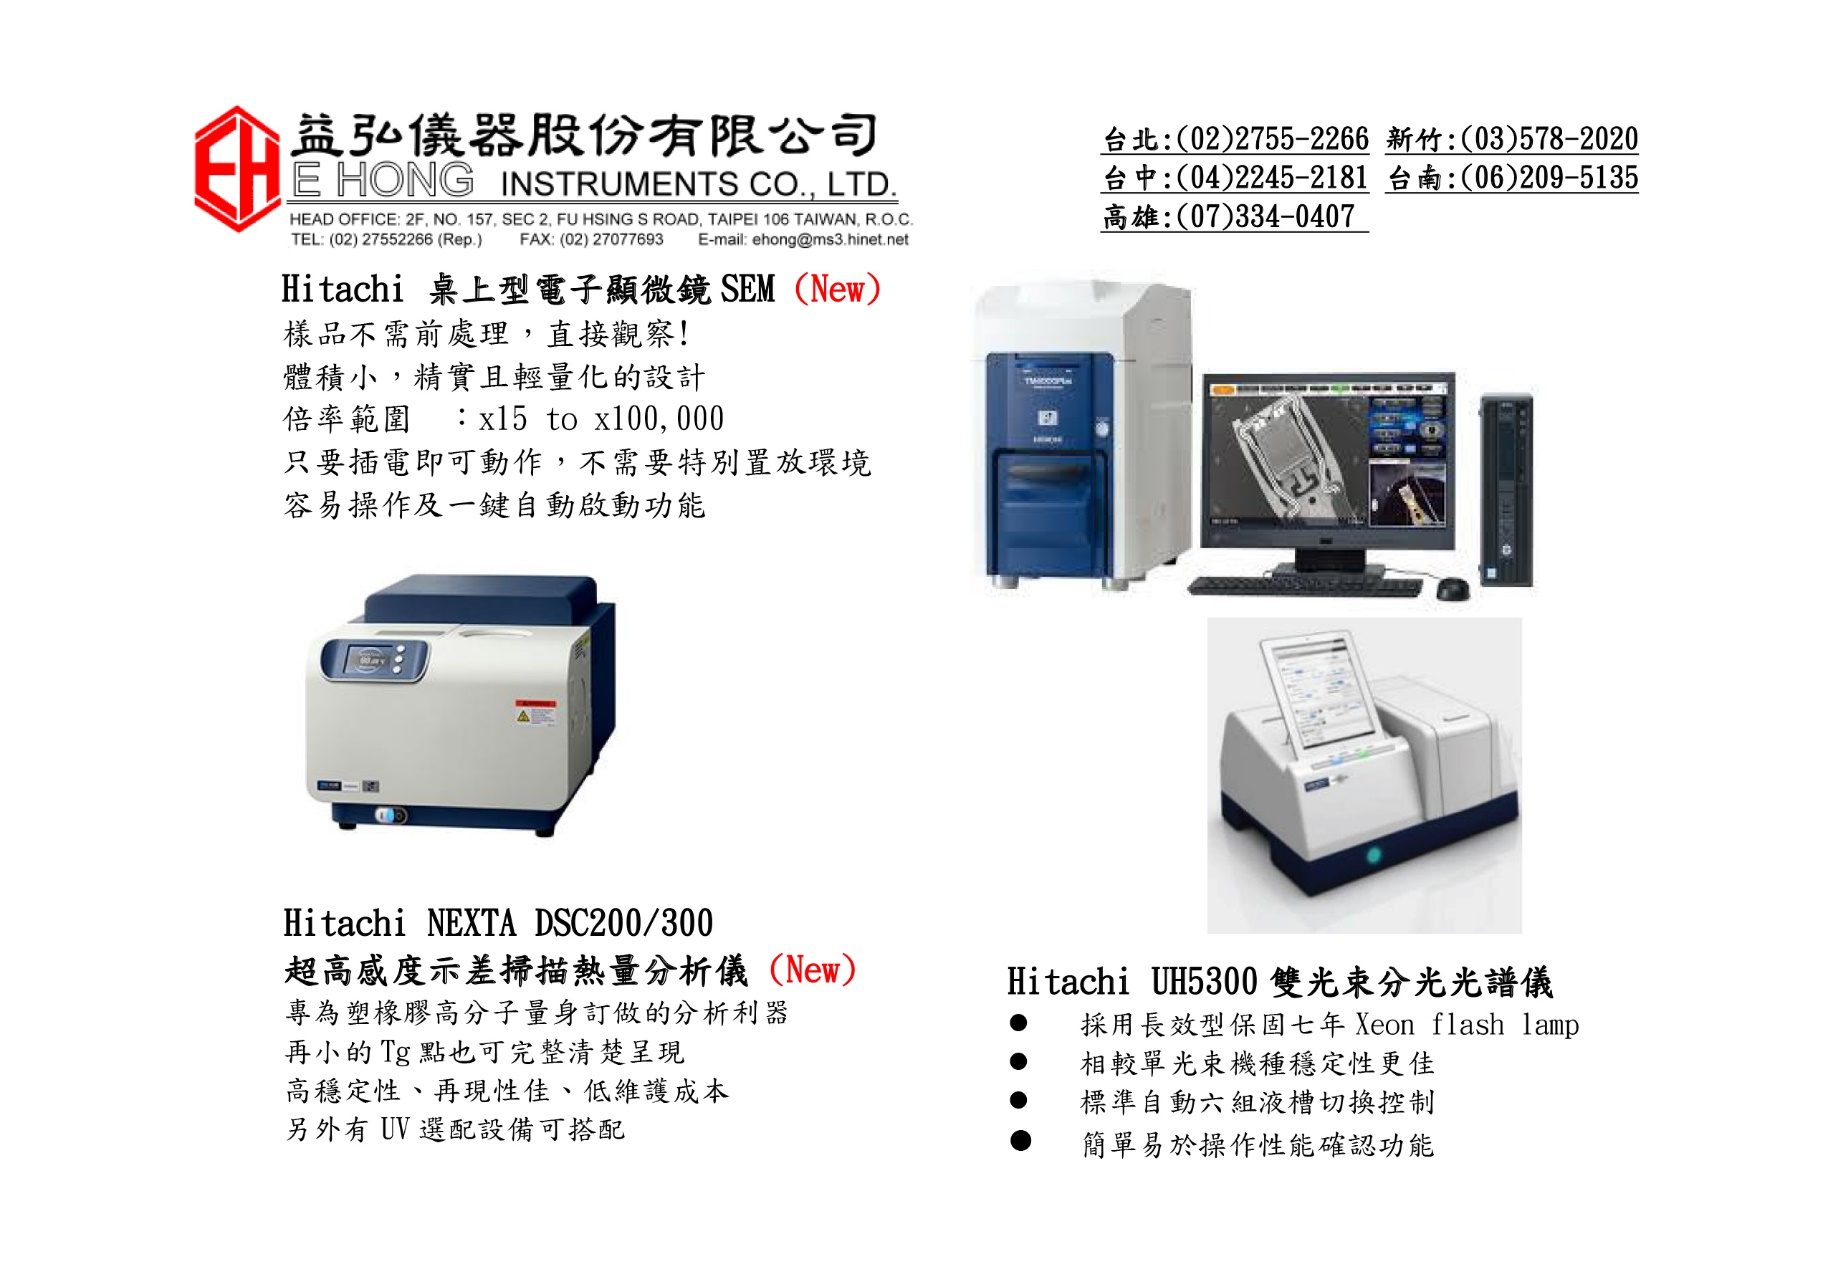 EH
益弘儀器股份有限公司
E HONG INSTRUMENTS CO., LTD.
HEAD OFFICE: 2F, NO. 157, SEC 2, FU HSING S ROAD, TAIPEI 106 TAIWAN, R.O.C.
TEL: (02) 27552266 (Rep.) FAX: (02) 27077693 E-mail: ehong@ms3.hinet.net
台北:(02)2755-2266 新竹:(03)578-2020
台中:(04)2245-2181 台南:(06)209-5135
高雄:(07)334-0407
Hitachi 桌上型電子顯微鏡 SEM (New)
樣品不需前處理，直接觀察!
體積小，精實且輕量化的設計
倍率範圍 ：x15 to x100,000
只要插電即可動作，不需要特別置放環境
容易操作及一鍵自動啟動功能
TM4000Plus
HITACHI
Hitachi NEXTA DSC200/300
超高感度示差掃描熱量分析儀 (New)
專為塑橡膠高分子量身訂做的分析利器
再小的 Tg 點也可完整清楚呈現
高穩定性、再現性佳、低維護成本
另外有 UV 選配設備可搭配
Hitachi UH5300 雙光束分光光譜儀
● 採用長效型保固七年 Xeon flash lamp
● 相較單光束機種穩定性更佳
● 標準自動六組液槽切換控制
● 簡單易於操作性能確認功能